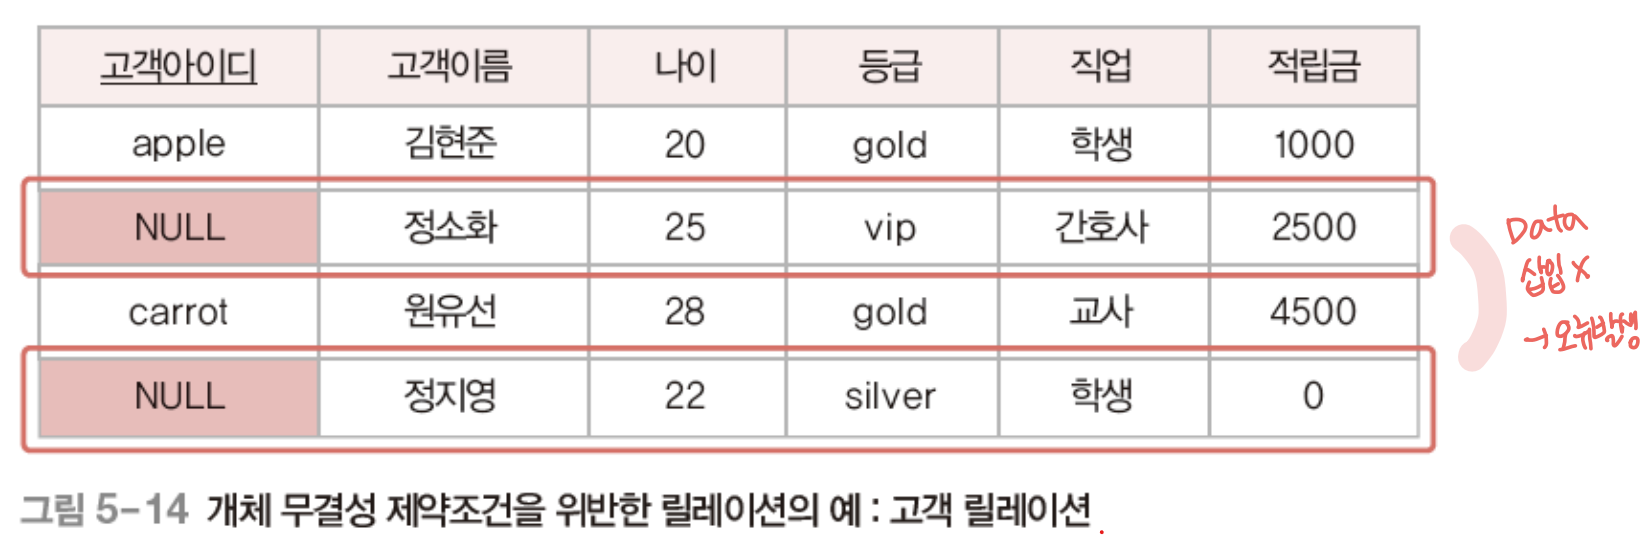 고객아이디 고객이름 나이 등급 직업 적립금
apple 김현준 20 gold 학생 1000
NULL 정소화 25 vip 간호사 2500
carrot 원유선 28 gold 교사 4500
NULL 정지영 22 silver 학생 0
Data
삽입 X
→ 오류발생
그림 5-14 개체 무결성 제약조건을 위반한 릴레이션의 예 : 고객 릴레이션